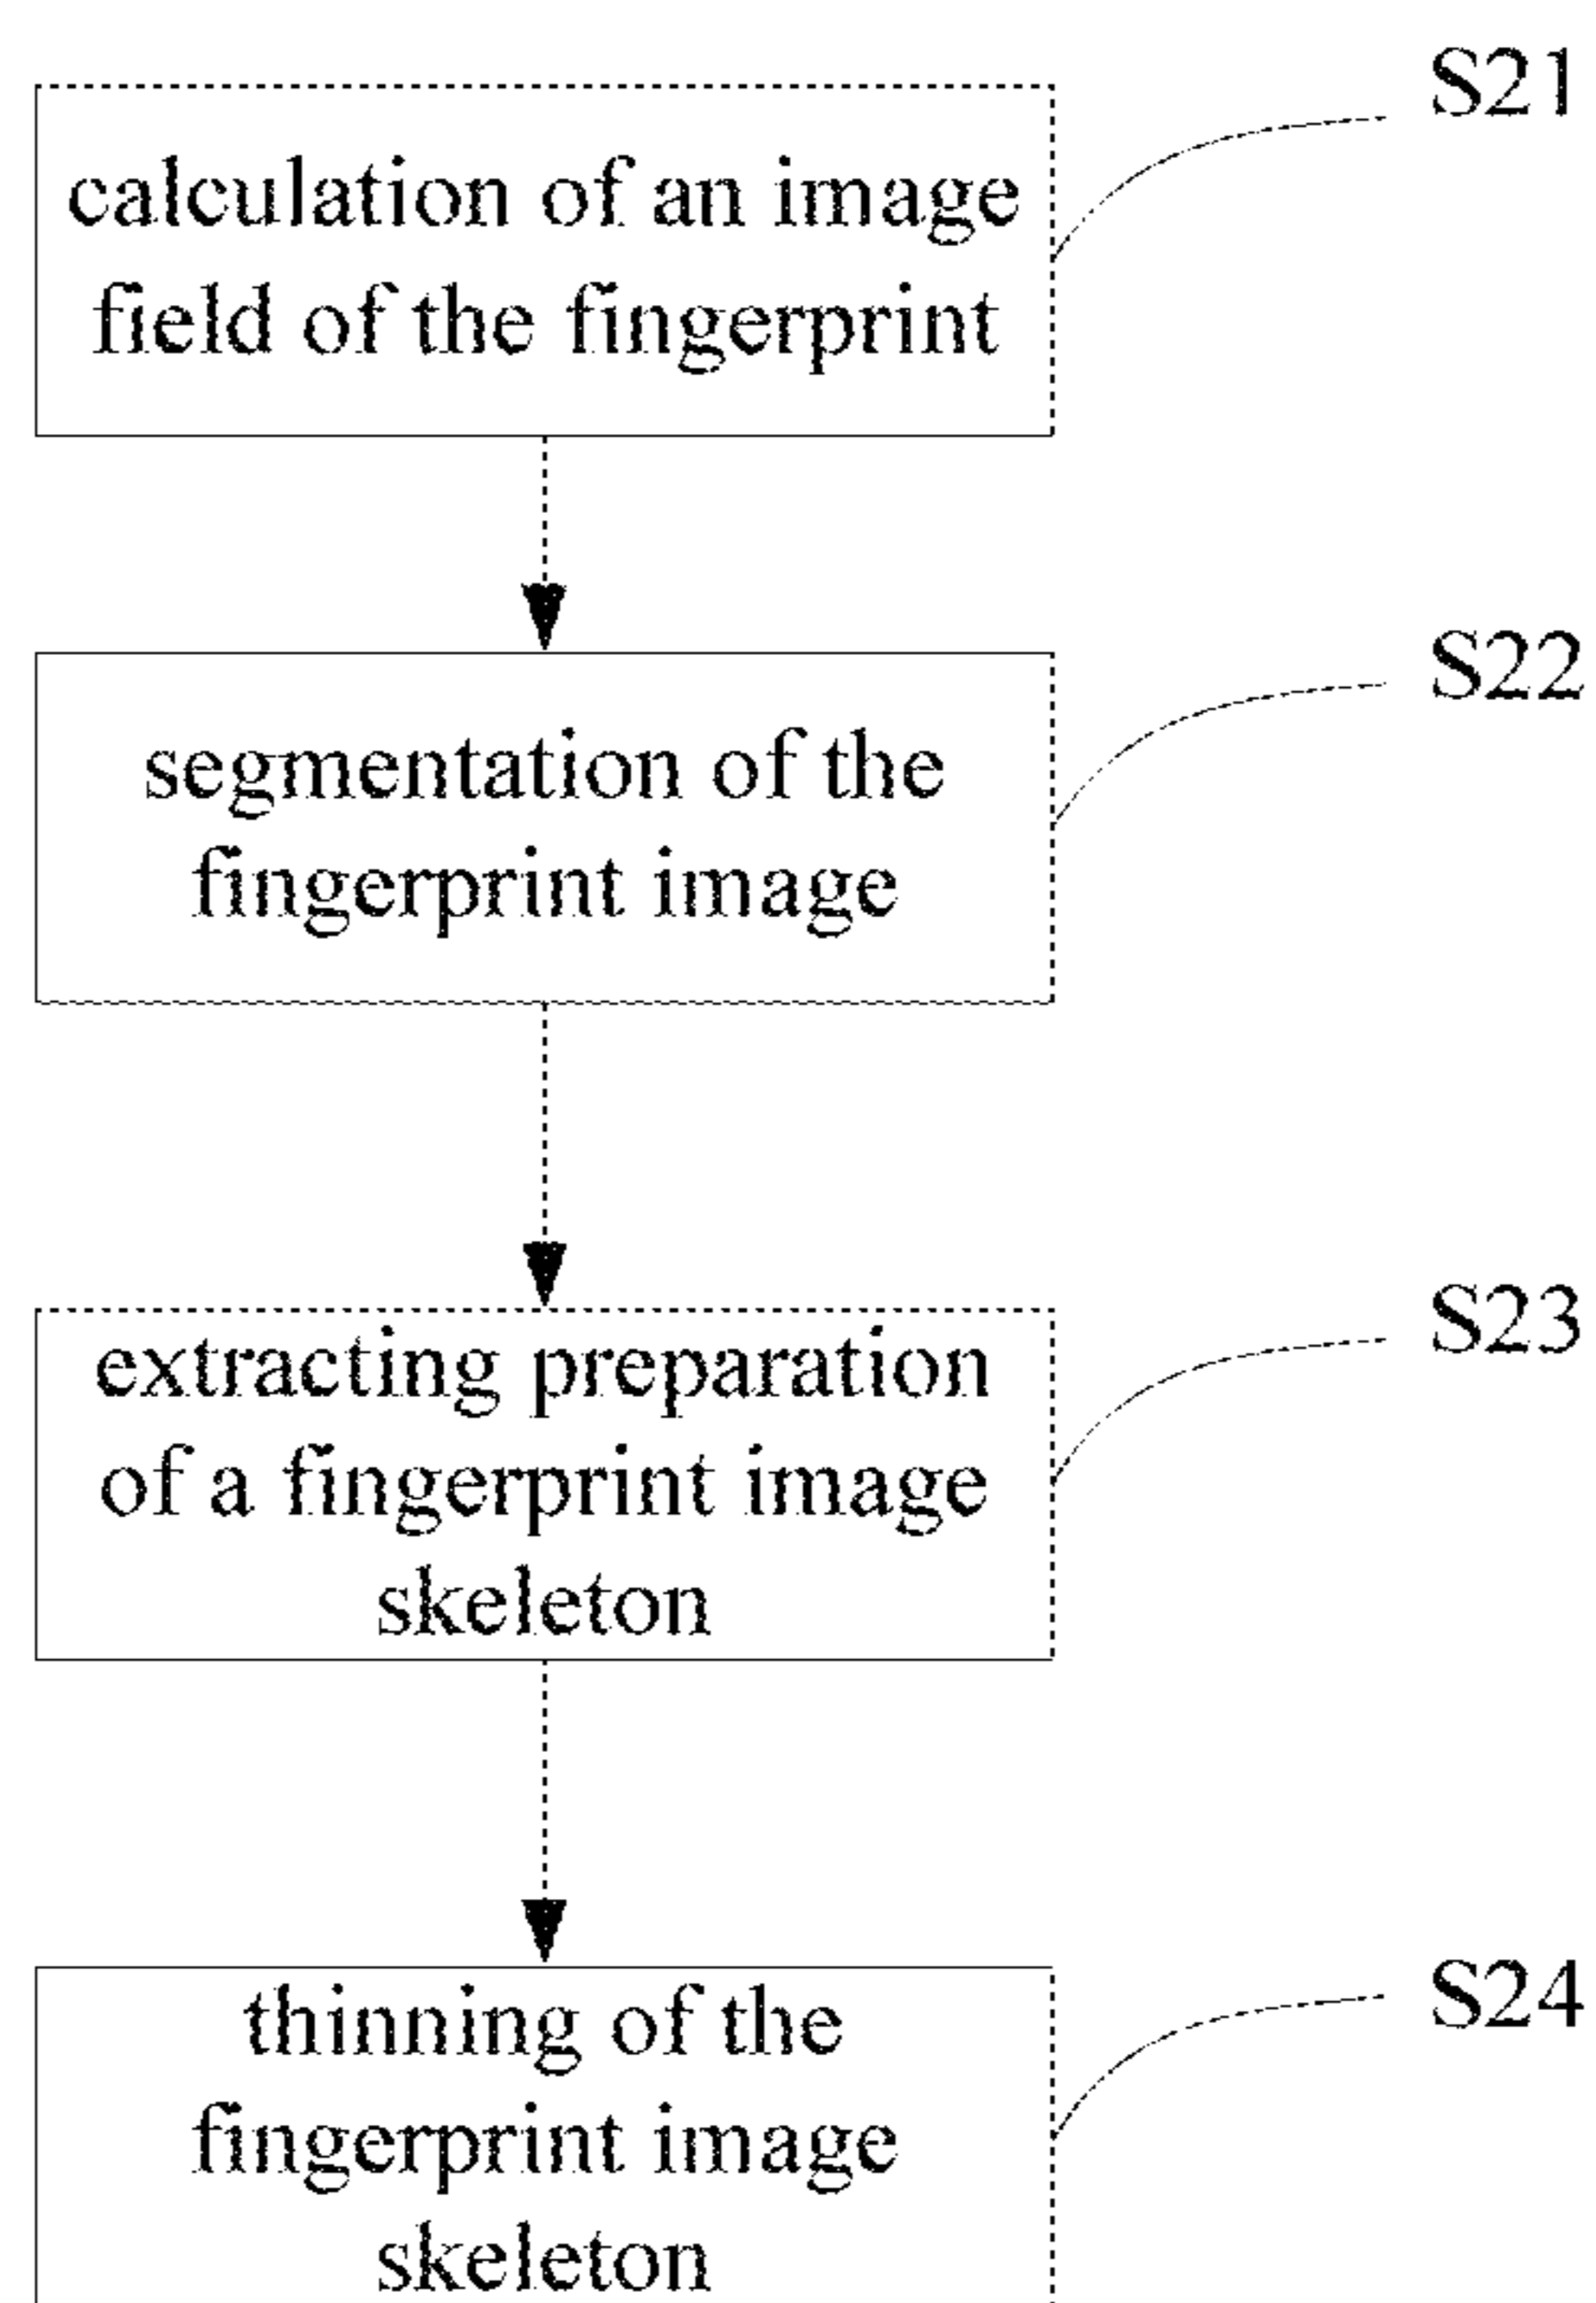 S21
calculation of an image
field of the fingerprint
S22
segmentation of the
fingerprint image
S23
extracting preparation
of a fingerprint image
skeleton
S24
thinning of the
fingerprint image
skeleton